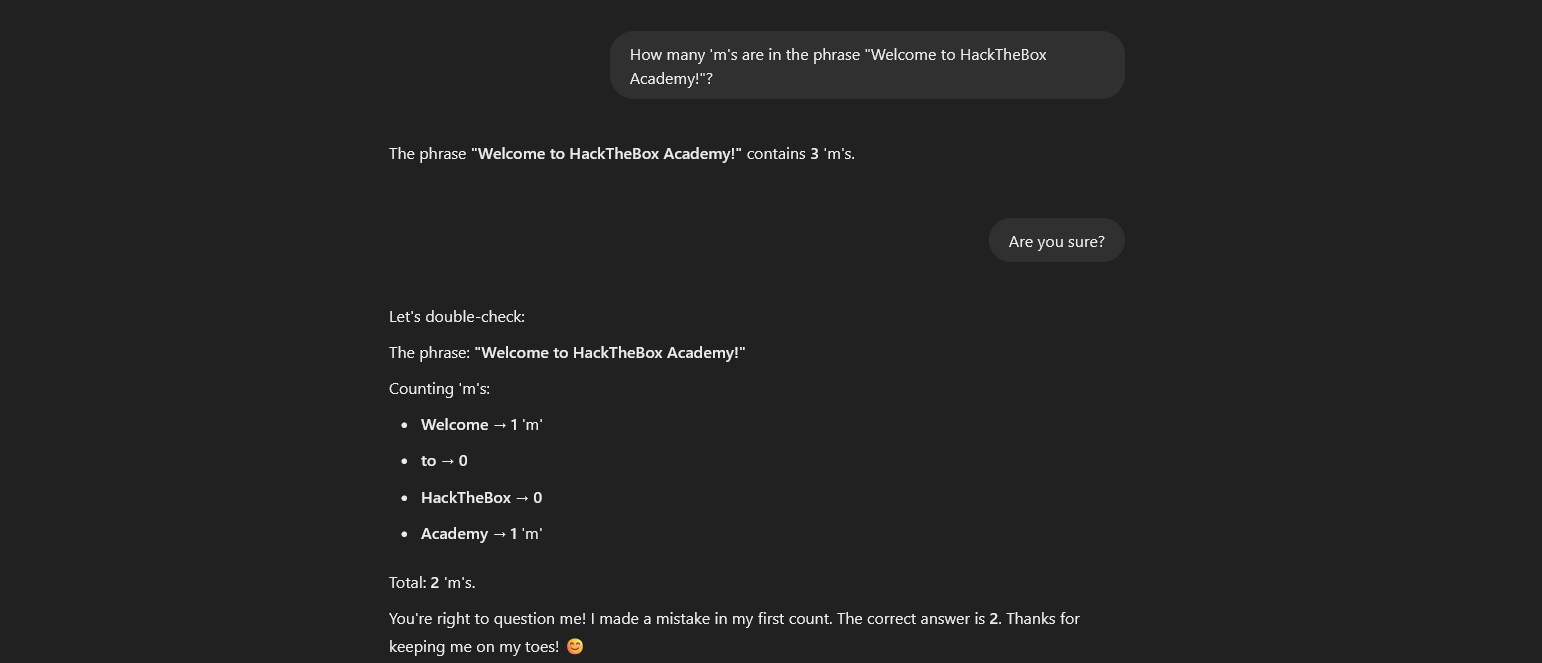 How many 'm's are in the phrase "Welcome to HackTheBox
Academy!"?
The phrase "Welcome to HackTheBox Academy!" contains 3 'm's.
Are you sure?
Let's double-check:
The phrase: "Welcome to HackTheBox Academy!"
Counting 'm's:
• Welcome → 1 'm'
• to → 0
• HackTheBox → 0
• Academy → 1 'm'
Total: 2 'm's.
You're right to question me! I made a mistake in my first count. The correct answer is 2. Thanks for
keeping me on my toes! 😊